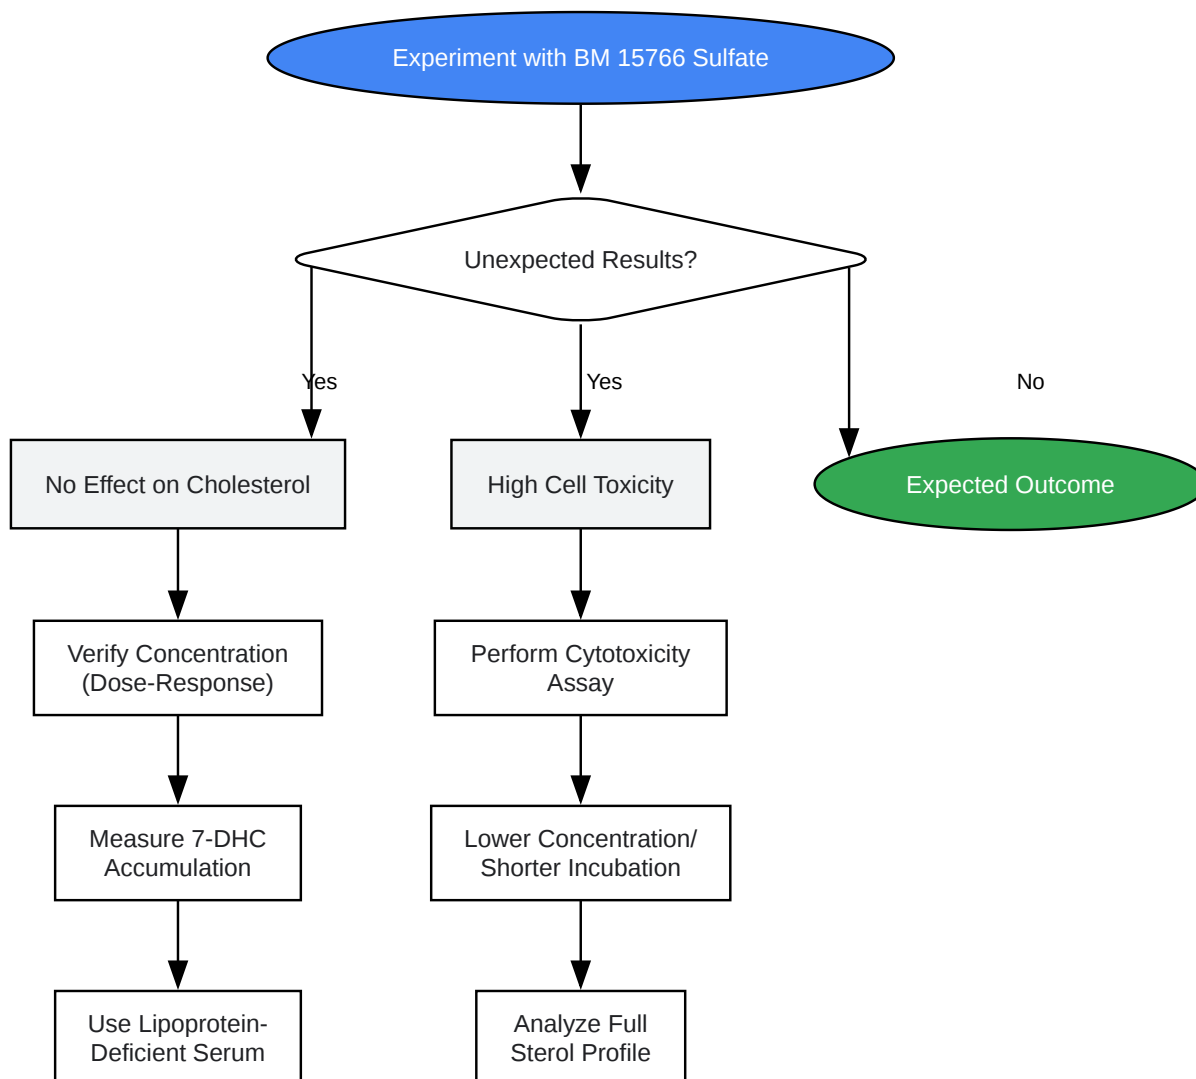 Experiment with BM 15766 Sulfate
Unexpected Results?
Yes
Yes
No
No Effect on Cholesterol
High Cell Toxicity
Expected Outcome
Verify Concentration
(Dose-Response)
Perform Cytotoxicity
Assay
Measure 7-DHC
Accumulation
Lower Concentration/
Shorter Incubation
Use Lipoprotein-
Deficient Serum
Analyze Full
Sterol Profile